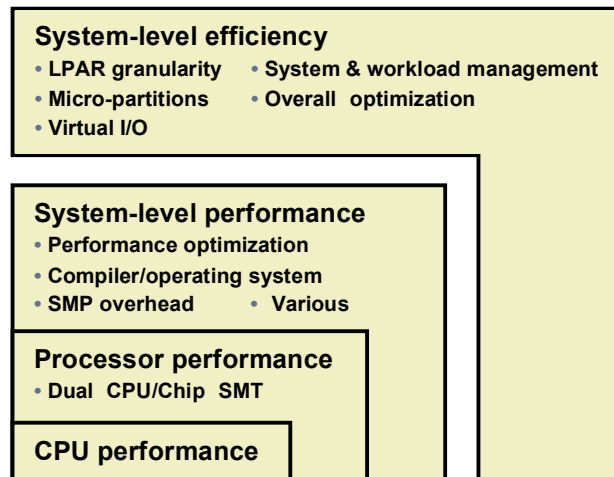 System-level efficiency
• LPAR granularity • System & workload management
• Micro-partitions • Overall optimization
• Virtual I/O
System-level performance
• Performance optimization
• Compiler/operating system
• SMP overhead • Various
Processor performance
• Dual CPU/Chip SMT
CPU performance